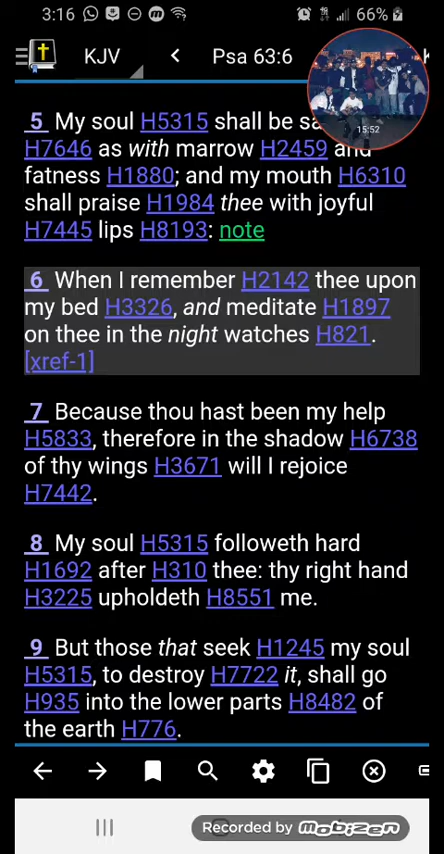 3:16 66%
KJV < Psa 63:6
15:52
5 My soul H5315 shall be sa
H7646 as with marrow H2459 and
fatness H1880; and my mouth H6310
shall praise H1984 thee with joyful
H7445 lips H8193: note
6 When I remember H2142 thee upon
my bed H3326, and meditate H1897
on thee in the night watches H821.
[xref-1]
7 Because thou hast been my help
H5833, therefore in the shadow H6738
of thy wings H3671 will I rejoice
H7442.
8 My soul H5315 followeth hard
H1692 after H310 thee: thy right hand
H3225 upholdeth H8551 me.
9 But those that seek H1245 my soul
H5315, to destroy H7722 it, shall go
H935 into the lower parts H8482 of
the earth H776.
Recorded by Mobizen